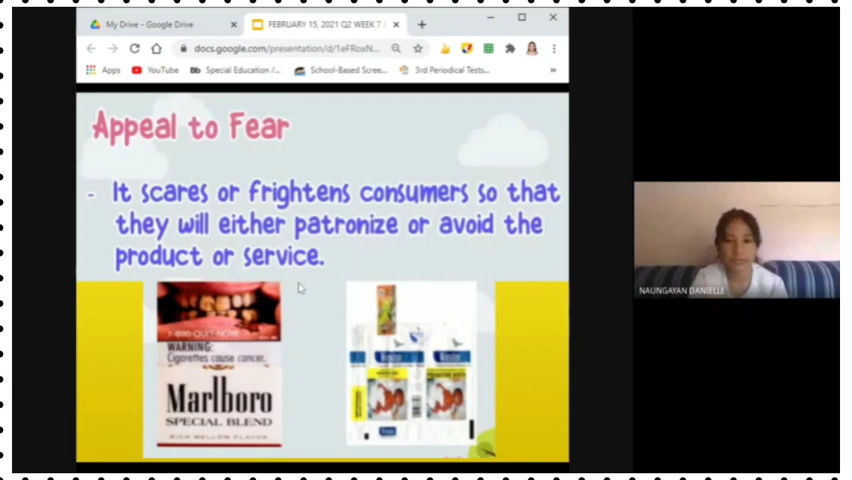 My Drive - Google Drive
FEBRUARY 15, 2021 Q2 WEEK 7
docs.google.com/presentation/d/1eFRoxN...
Apps YouTube Bb Special Education /... School-Based Scree... 3rd Periodical Tests...
Appeal to Fear
- It scares or frightens consumers so that
they will either patronize or avoid the
product or service.
1-800-QUIT-NOW
WARNING:
Cigarettes cause cancer.
Marlboro
SPECIAL BLEND
RICH MELLOW FLAVOR
NAUNGAYAN DANIELLE